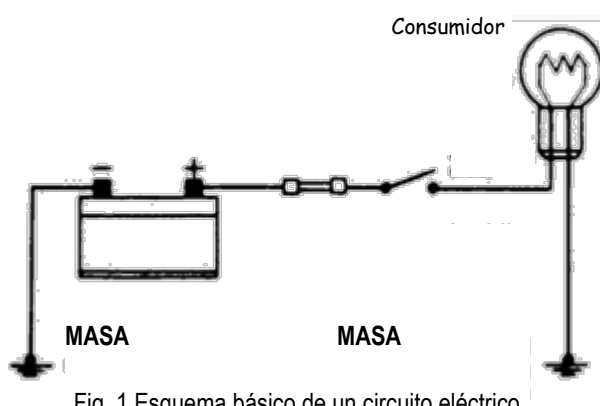 Consumidor
- +
MASA MASA
Fig. 1 Esquema básico de un circuito eléctrico